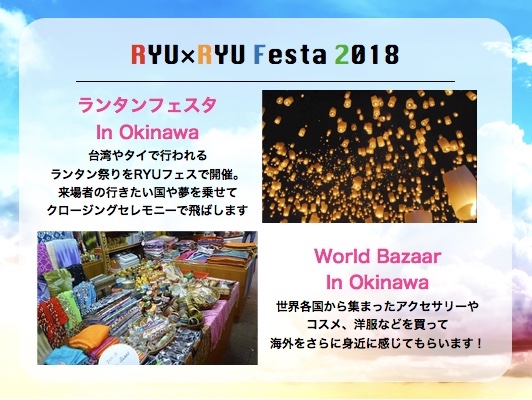 RYU×RYU Festa 2018
ランタンフェスタ
In Okinawa
台湾やタイで行われる
ランタン祭りをRYUフェスで開催。
来場者の行きたい国や夢を乗せて
クロージングセレモニーで飛ばします
World Bazaar
In Okinawa
世界各国から集まったアクセサリーや
コスメ、洋服などを買って
海外をさらに身近に感じてもらいます！